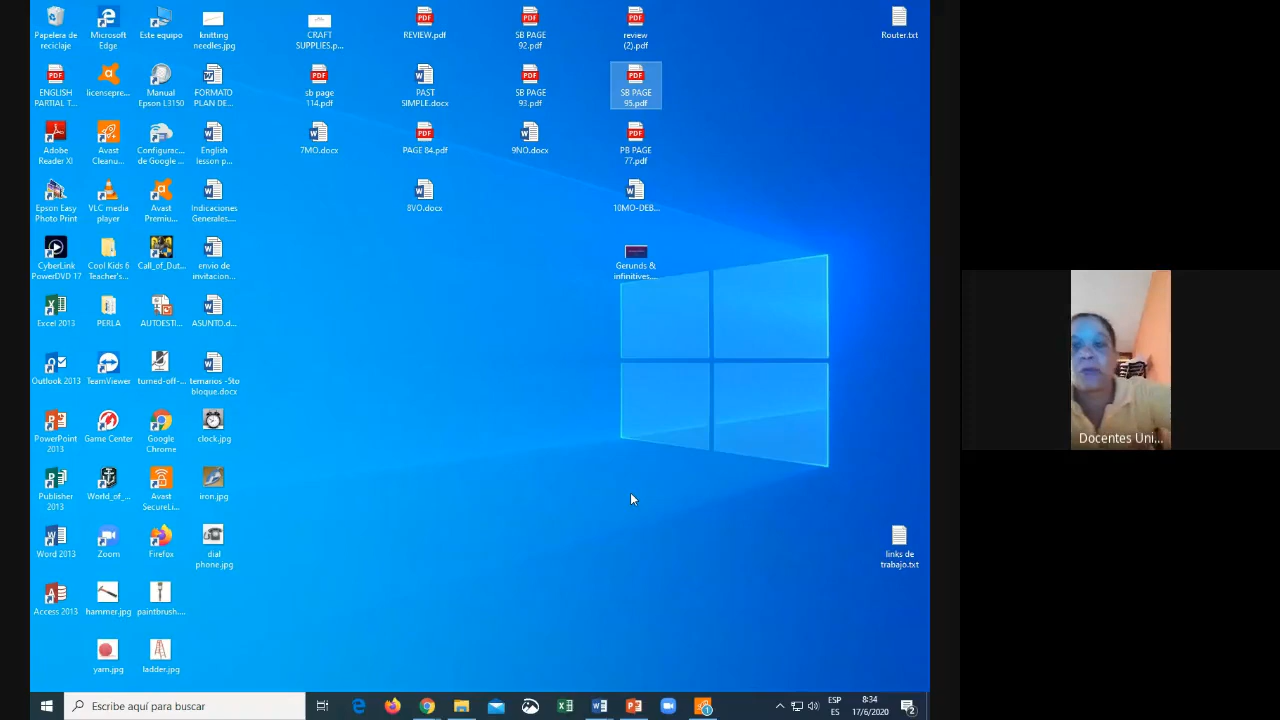 Papelera de
reciclaje
Microsoft
Edge
Este equipo
knitting
needles.jpg
CRAFT
SUPPLIES.p...
REVIEW.pdf
SB PAGE
92.pdf
review
(2).pdf
Router.txt
ENGLISH
PARTIAL T...
licensepre...
Manual
Epson L3150
FORMATO
PLAN DE...
sb page
114.pdf
PAST
SIMPLE.docx
SB PAGE
93.pdf
SB PAGE
95.pdf
Adobe
Reader XI
Avast
Cleanu...
Configurac...
de Google ...
English
lesson p...
7MO.docx
PAGE 84.pdf
9NO.docx
PB PAGE
77.pdf
Epson Easy
Photo Print
VLC media
player
Avast
Premiu...
Indicaciones
Generales....
8VO.docx
10MO-DEB...
CyberLink
PowerDVD 17
Cool Kids 6
Teacher's...
Call_of_Dut...
envio de
invitacion...
Gerunds &
infinitives...
Excel 2013
PERLA
AUTOESTI...
ASUNTO.d...
Outlook 2013
TeamViewer
turned-off-...
temarios -5to
bloque.docx
PowerPoint
2013
Game Center
Google
Chrome
clock.jpg
Publisher
2013
World_of_...
Avast
SecureLi...
iron.jpg
Word 2013
Zoom
Firefox
dial
phone.jpg
links de
trabajo.txt
Access 2013
hammer.jpg
paintbrush....
yarn.jpg
ladder.jpg
Docentes Uni...
Escribe aquí para buscar
ESP
ES
8:34
17/6/2020
2